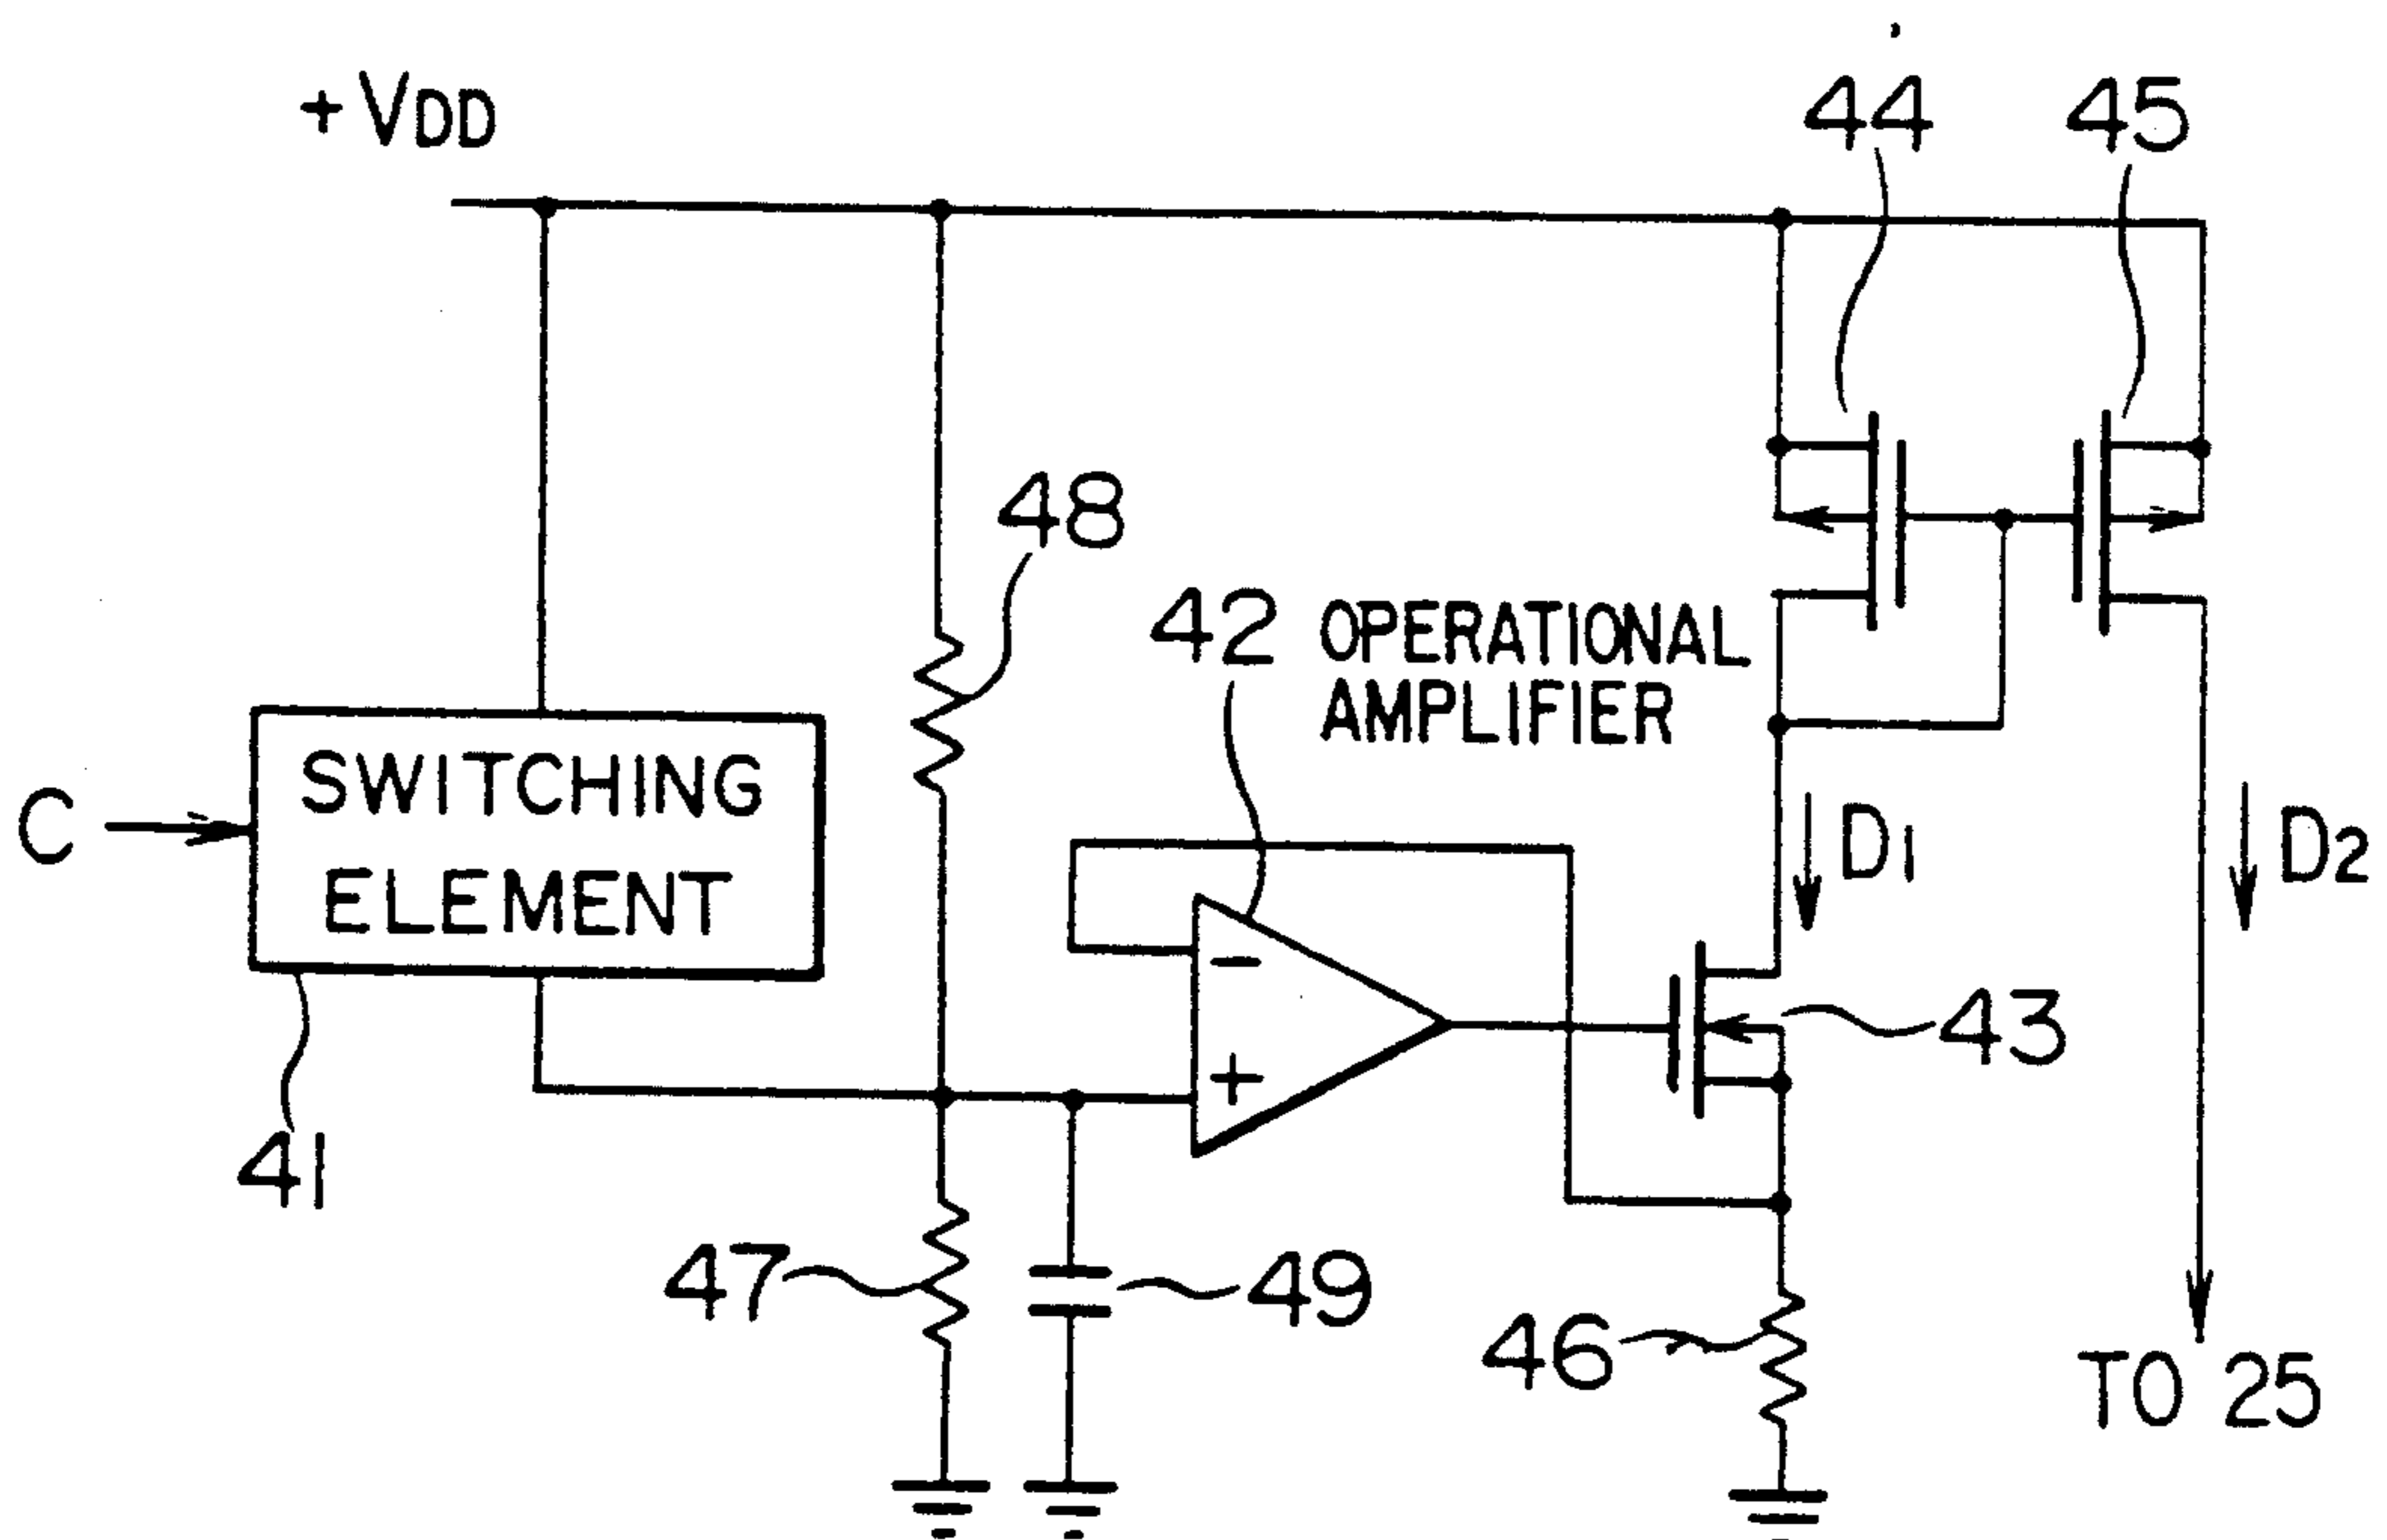 +VDD
44
45
48
42 OPERATIONAL
AMPLIFIER
SWITCHING
ELEMENT
C
D1
D2
43
41
47
49
46
TO 25